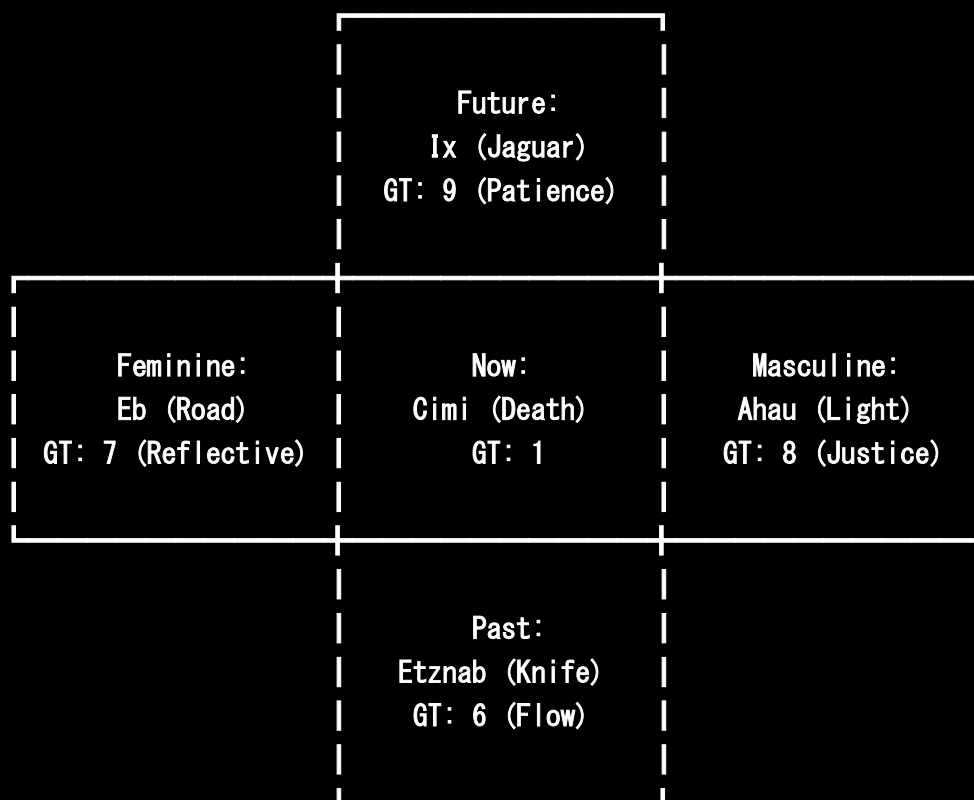 Future:
Ix (Jaguar)
GT: 9 (Patience)
Feminine:
Eb (Road)
GT: 7 (Reflective)
Now:
Cimi (Death)
GT: 1
Masculine:
Ahau (Light)
GT: 8 (Justice)
Past:
Etznab (Knife)
GT: 6 (Flow)